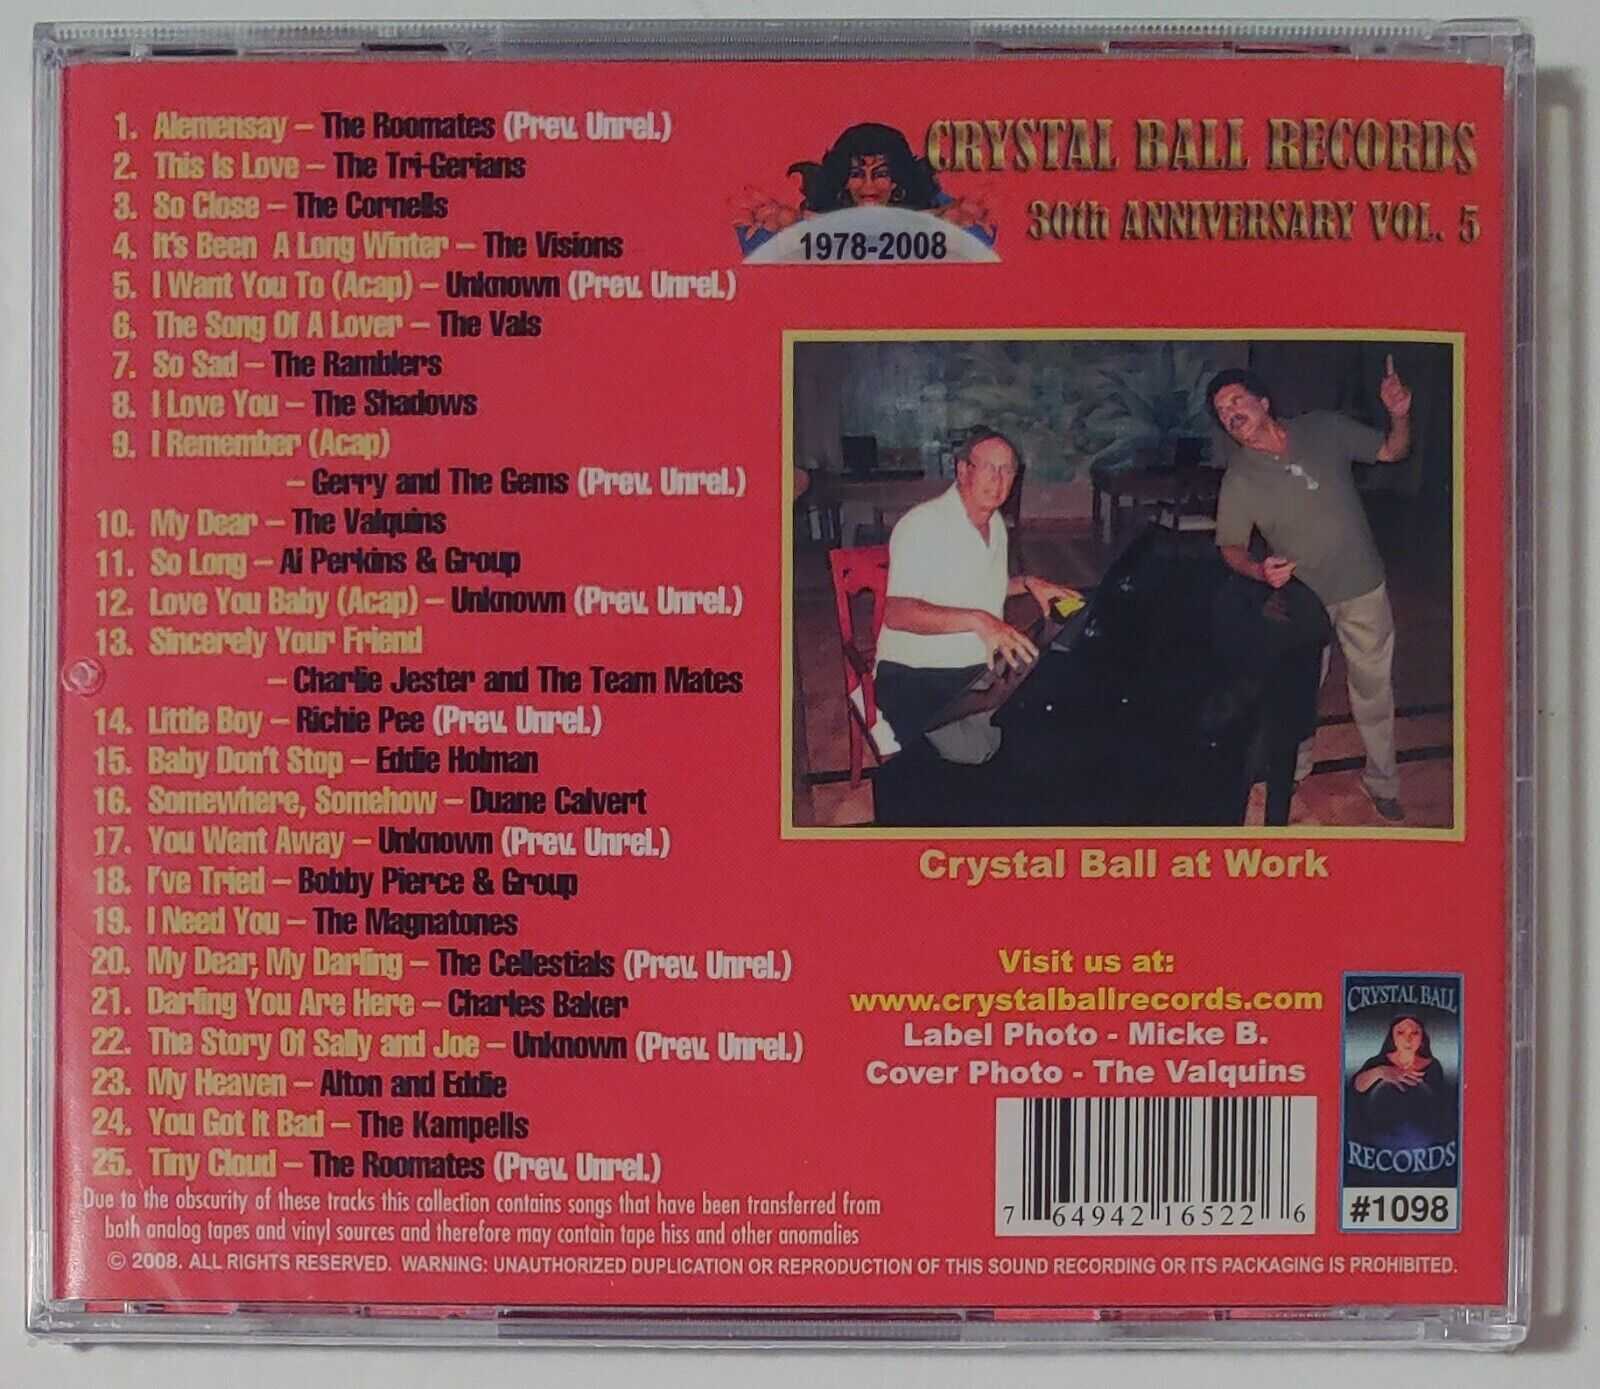 1. Alemensay – The Roomates (Prev. Unrel.)
2. This Is Love – The Tri-Gerians
3. So Close – The Cornells
4. It's Been A Long Winter – The Visions
5. I Want You To (Acap) – Unknown (Prev. Unrel.)
6. The Song Of A Lover – The Vals
7. So Sad – The Ramblers
8. I Love You – The Shadows
9. I Remember (Acap)
– Gerry and The Gems (Prev. Unrel.)
10. My Dear – The Valquins
11. So Long – Al Perkins & Group
12. Love You Baby (Acap) – Unknown (Prev. Unrel.)
13. Sincerely Your Friend
– Charlie Jester and The Team Mates
14. Little Boy – Richie Pee (Prev. Unrel.)
15. Baby Don't Stop – Eddie Holman
16. Somewhere, Somehow – Duane Calvert
17. You Went Away – Unknown (Prev. Unrel.)
18. I've Tried – Bobby Pierce & Group
19. I Need You – The Magnatones
20. My Dear, My Darling – The Cellestials (Prev. Unrel.)
21. Darling You Are Here – Charles Baker
22. The Story Of Sally and Joe – Unknown (Prev. Unrel.)
23. My Heaven – Alton and Eddie
24. You Got It Bad – The Kampells
25. Tiny Cloud – The Roomates (Prev. Unrel.)
Due to the obscurity of these tracks this collection contains songs that have been transferred from
both analog tapes and vinyl sources and therefore may contain tape hiss and other anomalies
© 2008. ALL RIGHTS RESERVED. WARNING: UNAUTHORIZED DUPLICATION OR REPRODUCTION OF THIS SOUND RECORDING OR ITS PACKAGING IS PROHIBITED.
CRYSTAL BALL RECORDS
30th ANNIVERSARY VOL. 5
1978-2008
Crystal Ball at Work
Visit us at:
www.crystalballrecords.com
Label Photo - Micke B.
Cover Photo - The Valquins
7 64942 16522 6
CRYSTAL BALL
RECORDS
#1098